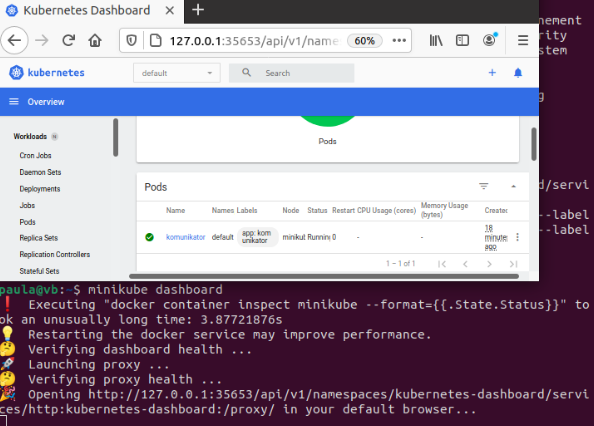 Kubernetes Dashboard
127.0.0.1:35653/api/v1/name
60%
kubernetes
default
Search
Overview
Workloads
Cron Jobs
Daemon Sets
Deployments
Jobs
Pods
Replica Sets
Replication Controllers
Stateful Sets
Pods
Pods
Name Names Labels Node Status Restart CPU Usage (cores) Memory Usage (bytes) Created
komunikator default app: kom unikator minikut Running 0 - - 18 minutes ago
1 – 1 of 1
nement
rity
stem
g
d/servi
--label
--label
paula@vb:~$ minikube dashboard
Executing "docker container inspect minikube --format={{.State.Status}}" to
ok an unusually long time: 3.87721876s
Restarting the docker service may improve performance.
Verifying dashboard health ...
Launching proxy ...
Verifying proxy health ...
Opening http://127.0.0.1:35653/api/v1/namespaces/kubernetes-dashboard/servi
ces/http:kubernetes-dashboard:/proxy/ in your default browser...